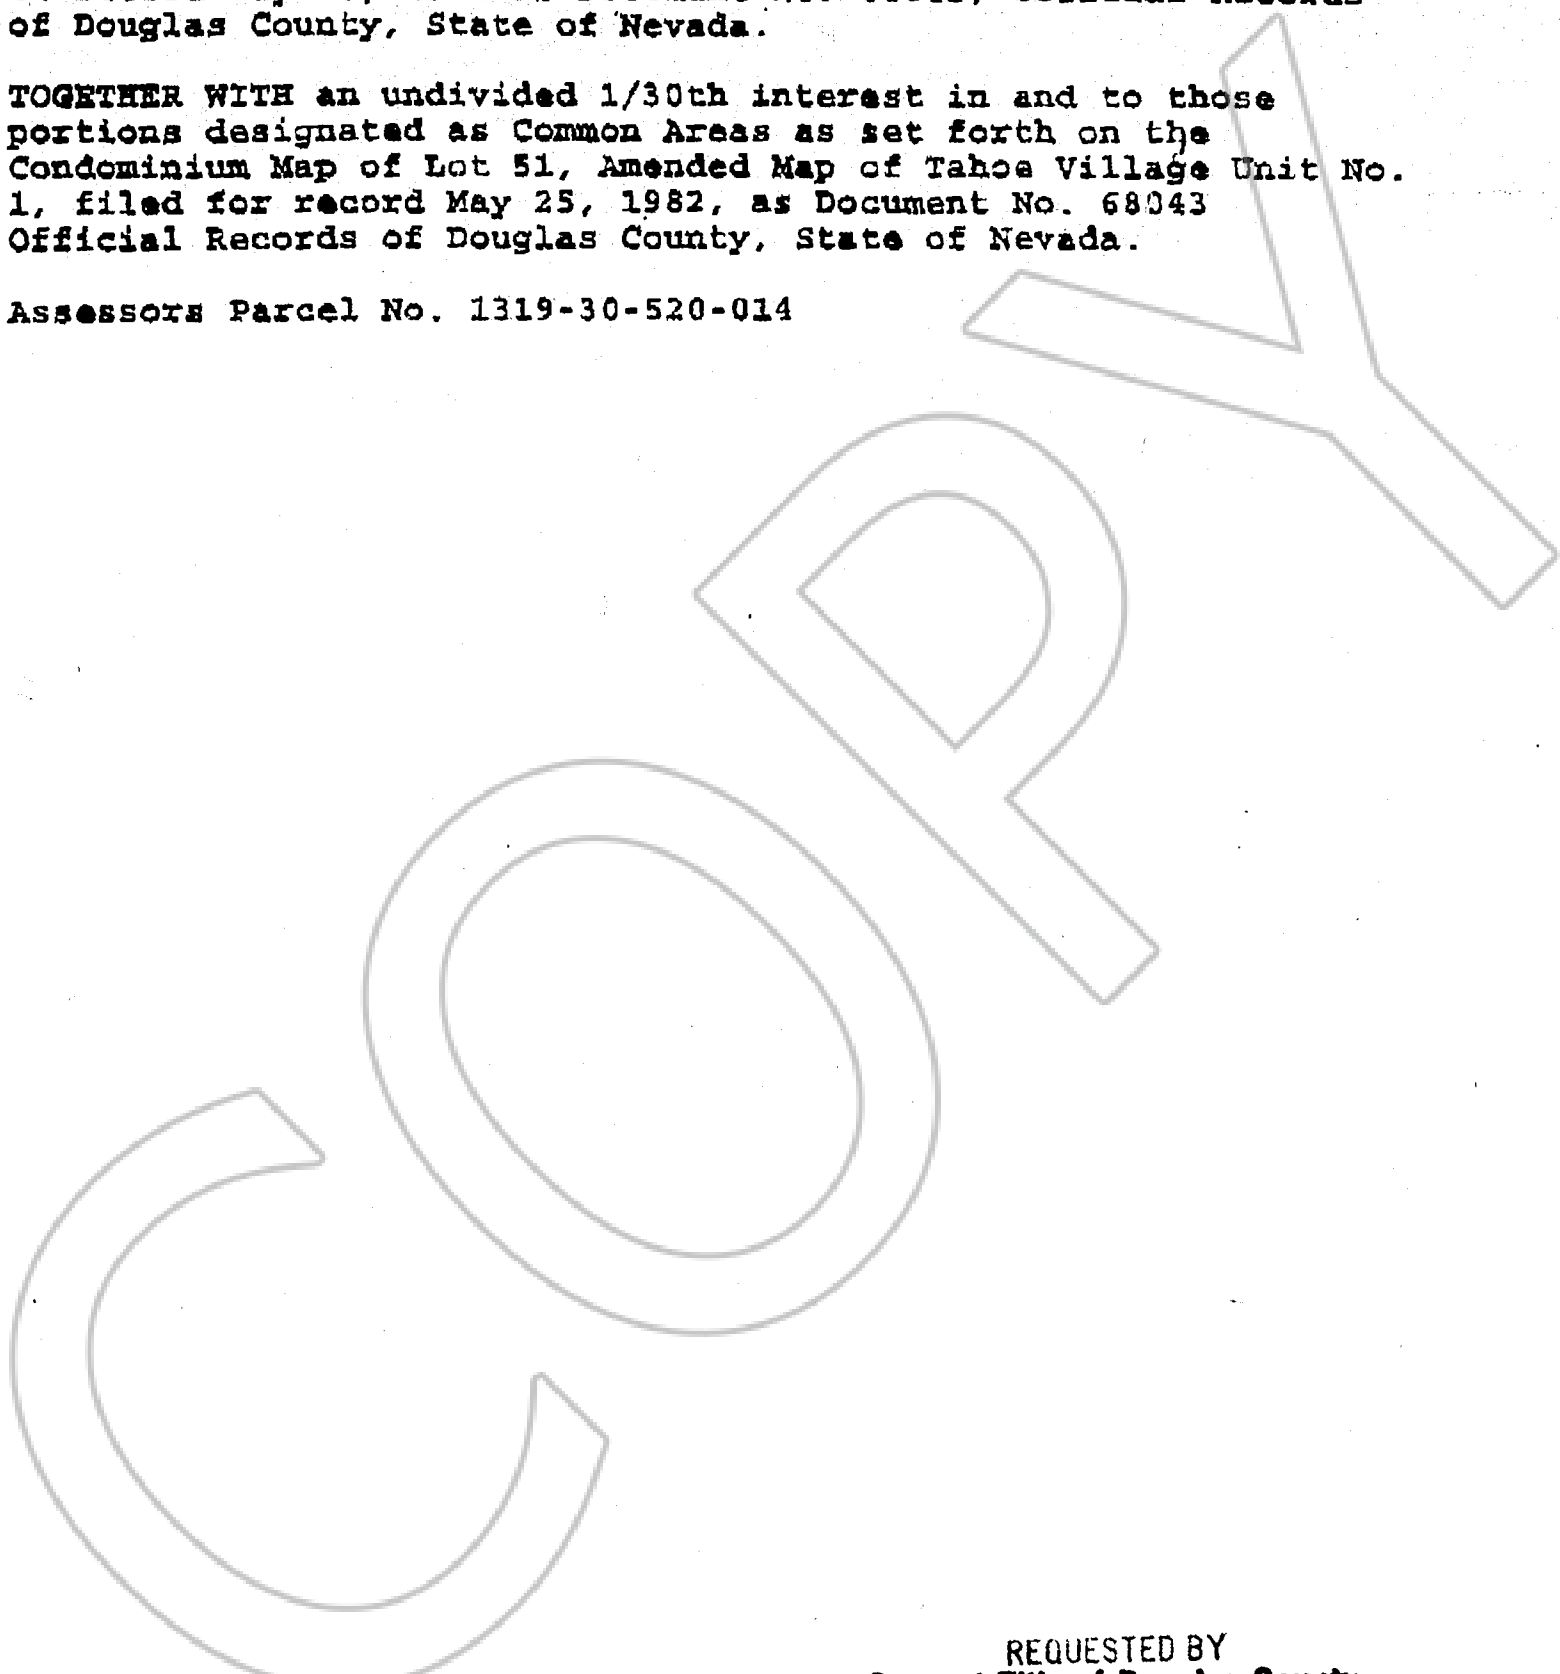 of Douglas County, State of Nevada.
TOGETHER WITH an undivided 1/30th interest in and to those
portions designated as Common Areas as set forth on the
Condominium Map of Lot 51, Amended Map of Tahoe Village Unit No.
1, filed for record May 25, 1982, as Document No. 68043
Official Records of Douglas County, State of Nevada.
Assessors Parcel No. 1319-30-520-014
COPY
REQUESTED BY